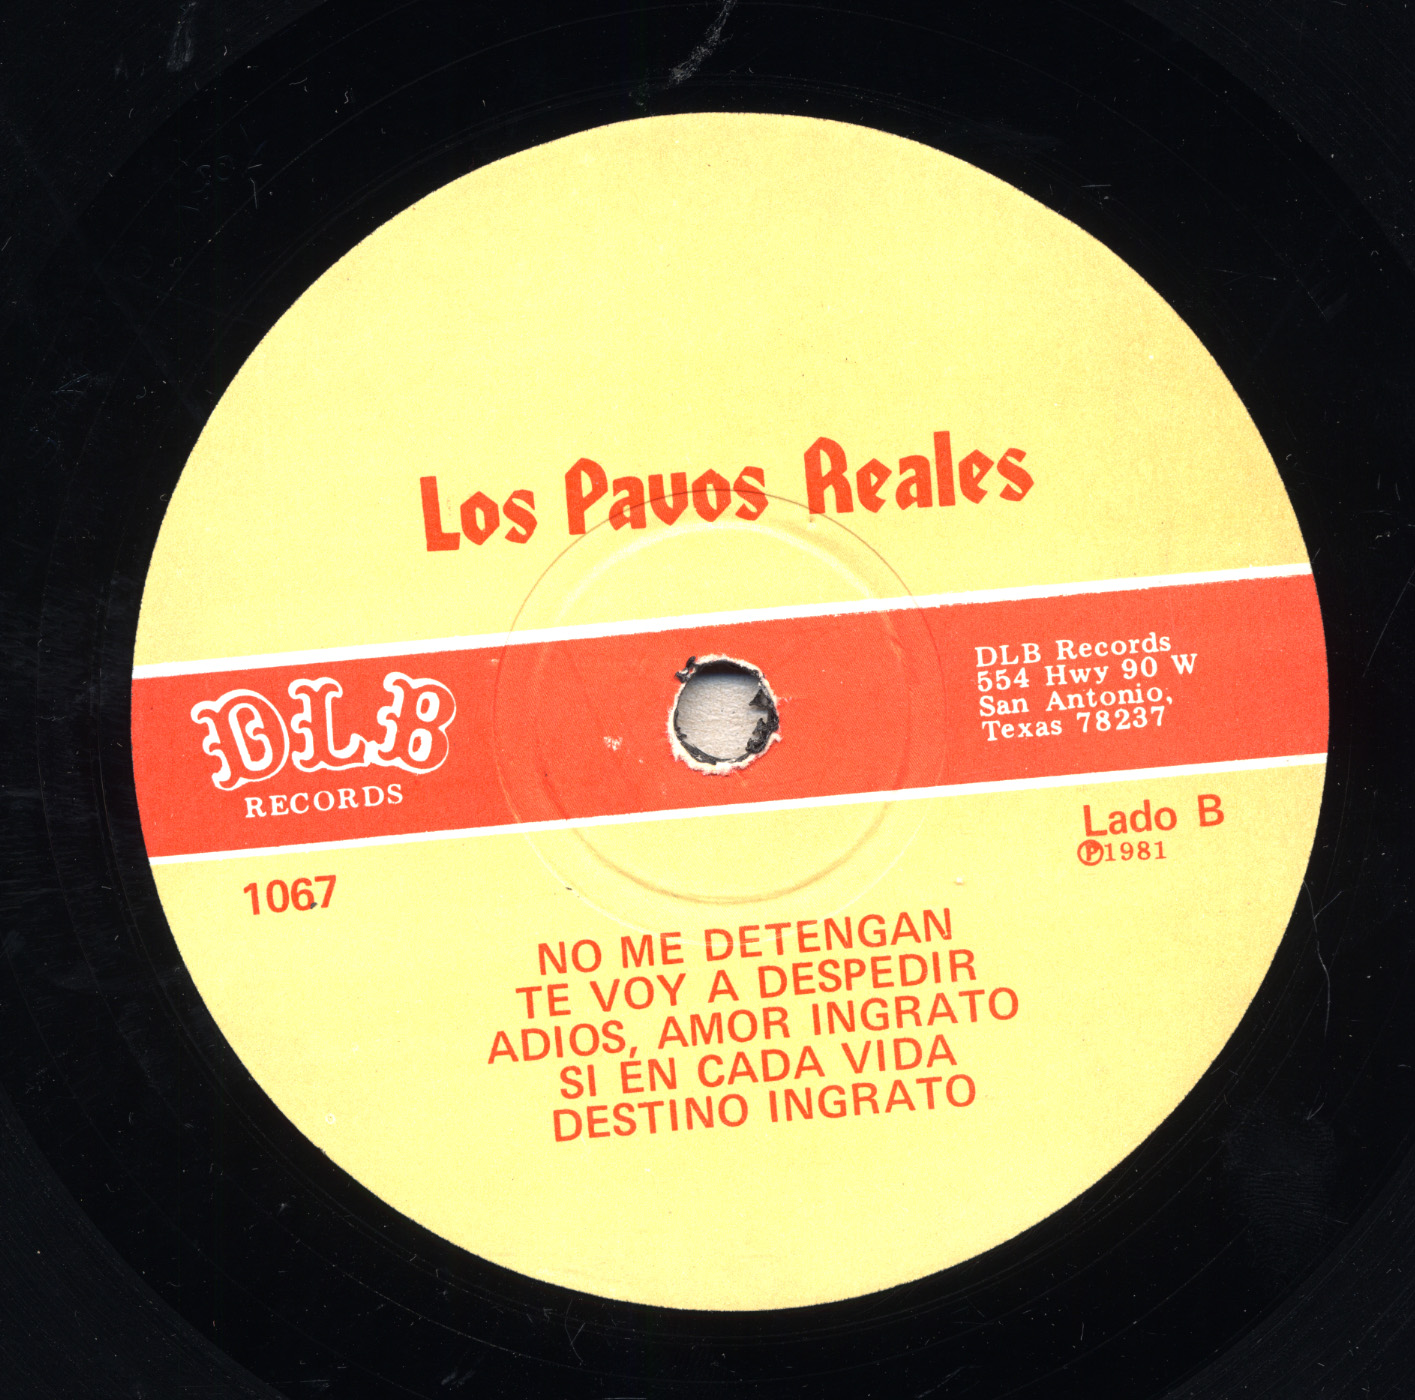 Los Pavos Reales
DLB
RECORDS
DLB Records
554 Hwy 90 W
San Antonio,
Texas 78237
Lado B
℗1981
1067
NO ME DETENGAN
TE VOY A DESPEDIR
ADIOS, AMOR INGRATO
SI EN CADA VIDA
DESTINO INGRATO